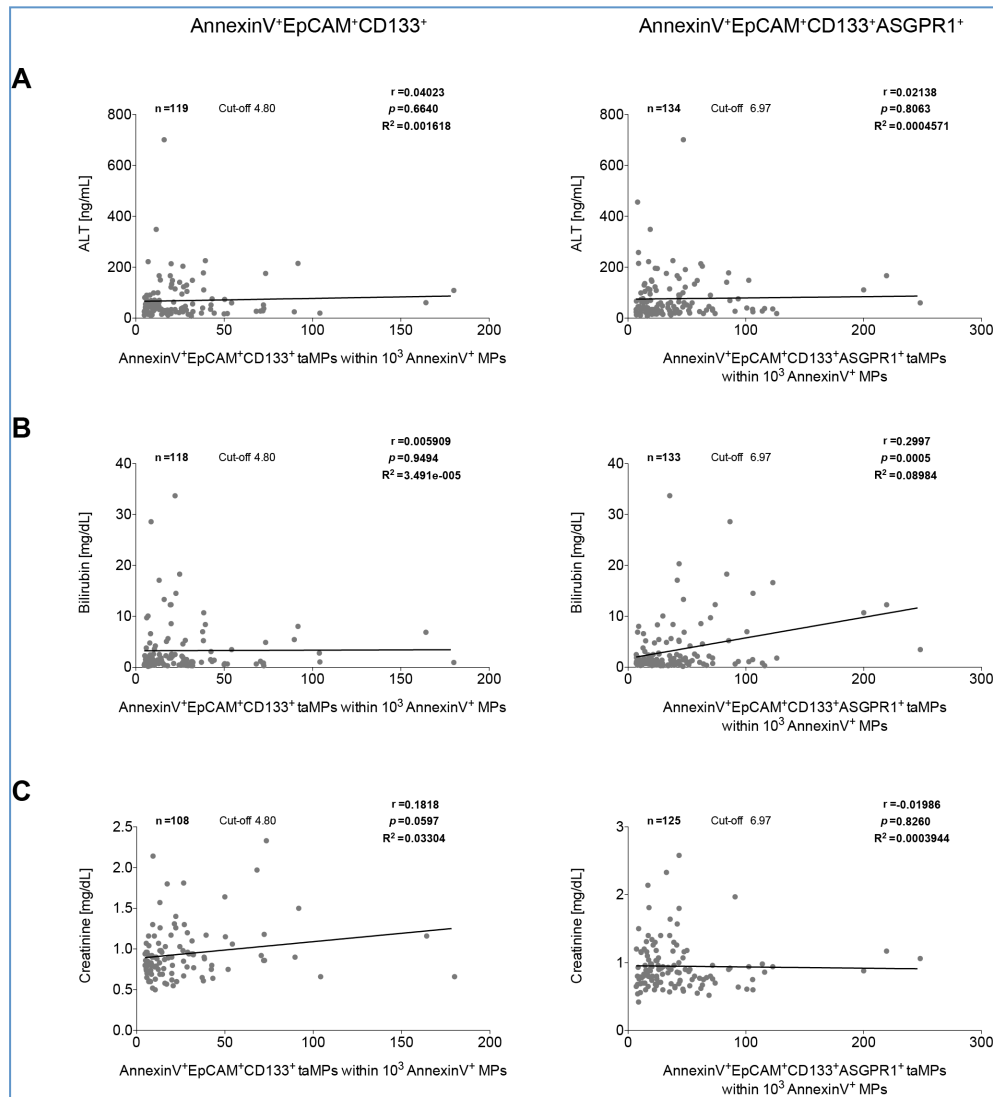 AnnexinV⁺EpCAM⁺CD133⁺
AnnexinV⁺EpCAM⁺CD133⁺ASGPR1⁺
A
n=119 Cut-off 4.80
r=0.04023
p=0.6640
R²=0.001618
800
600
400
200
0
ALT [ng/mL]
0 50 100 150 200
AnnexinV⁺EpCAM⁺CD133⁺ taMPs within 10³ AnnexinV⁺ MPs
n=134 Cut-off 6.97
r=0.02138
p=0.8063
R²=0.0004571
800
600
400
200
0
ALT [ng/mL]
0 100 200 300
AnnexinV⁺EpCAM⁺CD133⁺ASGPR1⁺ taMPs
within 10³ AnnexinV⁺ MPs
B
n=118 Cut-off 4.80
r=0.005909
p=0.9494
R²=3.491e-005
40
30
20
10
0
Bilirubin [mg/dL]
0 50 100 150 200
AnnexinV⁺EpCAM⁺CD133⁺ taMPs within 10³ AnnexinV⁺ MPs
n=133 Cut-off 6.97
r=0.2997
p=0.0005
R²=0.08984
40
30
20
10
0
Bilirubin [mg/dL]
0 100 200 300
AnnexinV⁺EpCAM⁺CD133⁺ASGPR1⁺ taMPs
within 10³ AnnexinV⁺ MPs
C
n=108 Cut-off 4.80
r=0.1818
p=0.0597
R²=0.03304
2.5
2.0
1.5
1.0
0.5
0.0
Creatinine [mg/dL]
0 50 100 150 200
AnnexinV⁺EpCAM⁺CD133⁺ taMPs within 10³ AnnexinV⁺ MPs
n=125 Cut-off 6.97
r=-0.01986
p=0.8260
R²=0.0003944
3
2
1
0
Creatinine [mg/dL]
0 100 200 300
AnnexinV⁺EpCAM⁺CD133⁺ASGPR1⁺ taMPs
within 10³ AnnexinV⁺ MPs